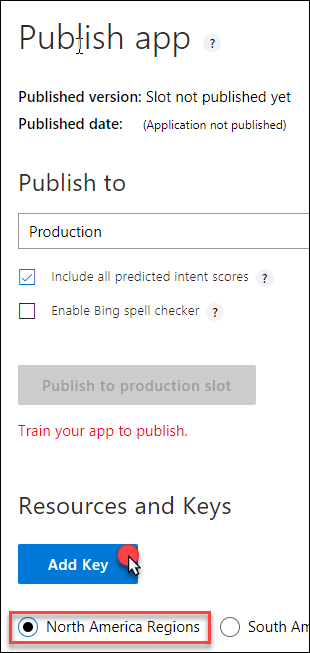 Publish app ?
Published version: Slot not published yet
Published date: (Application not published)
Publish to
Production
Include all predicted intent scores ?
Enable Bing spell checker ?
Publish to production slot
Train your app to publish.
Resources and Keys
Add Key
North America Regions South Am